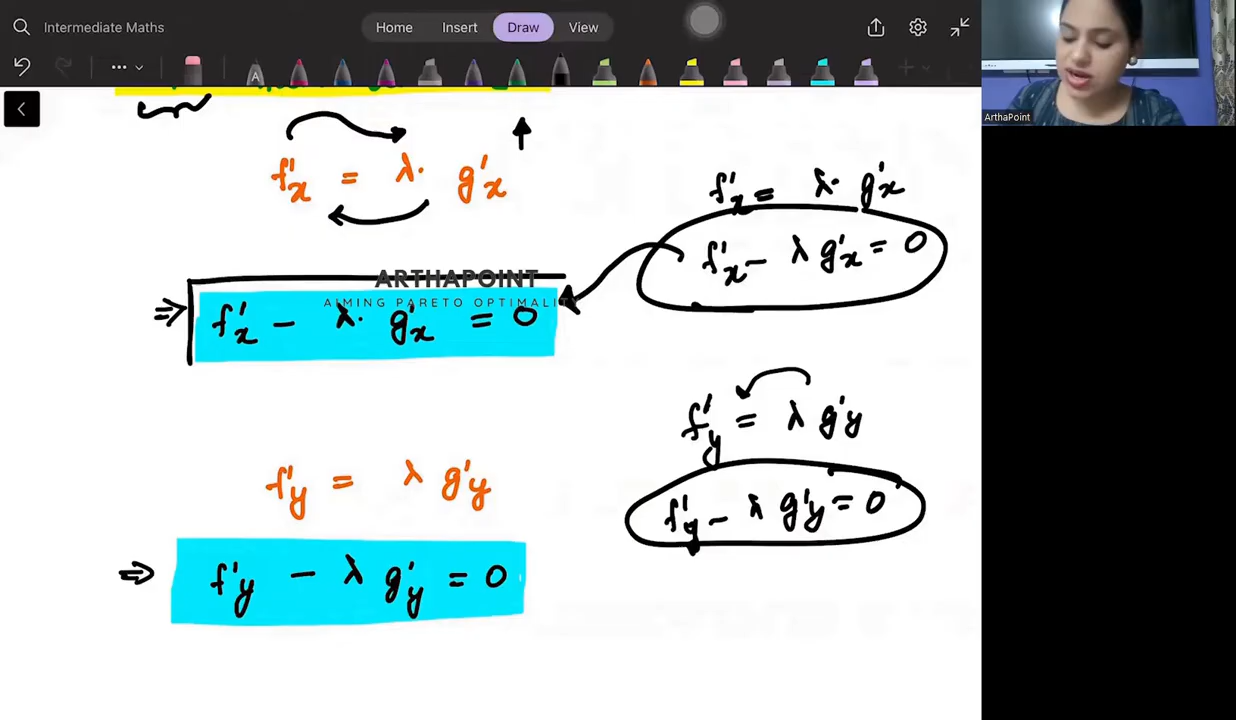 Intermediate Maths
Home Insert Draw View
A
ArthaPoint
f'x = λ. g'x
f'x = λ. g'x
f'x - λ g'x = 0
ARTHAPOINT
AIMING PARETO OPTIMALITY
⇒ f'x - λ. g'x = 0
f'y = λ g'y
f'y = λ g'y
f'y - λ g'y = 0
⇒ f'y - λ g'y = 0